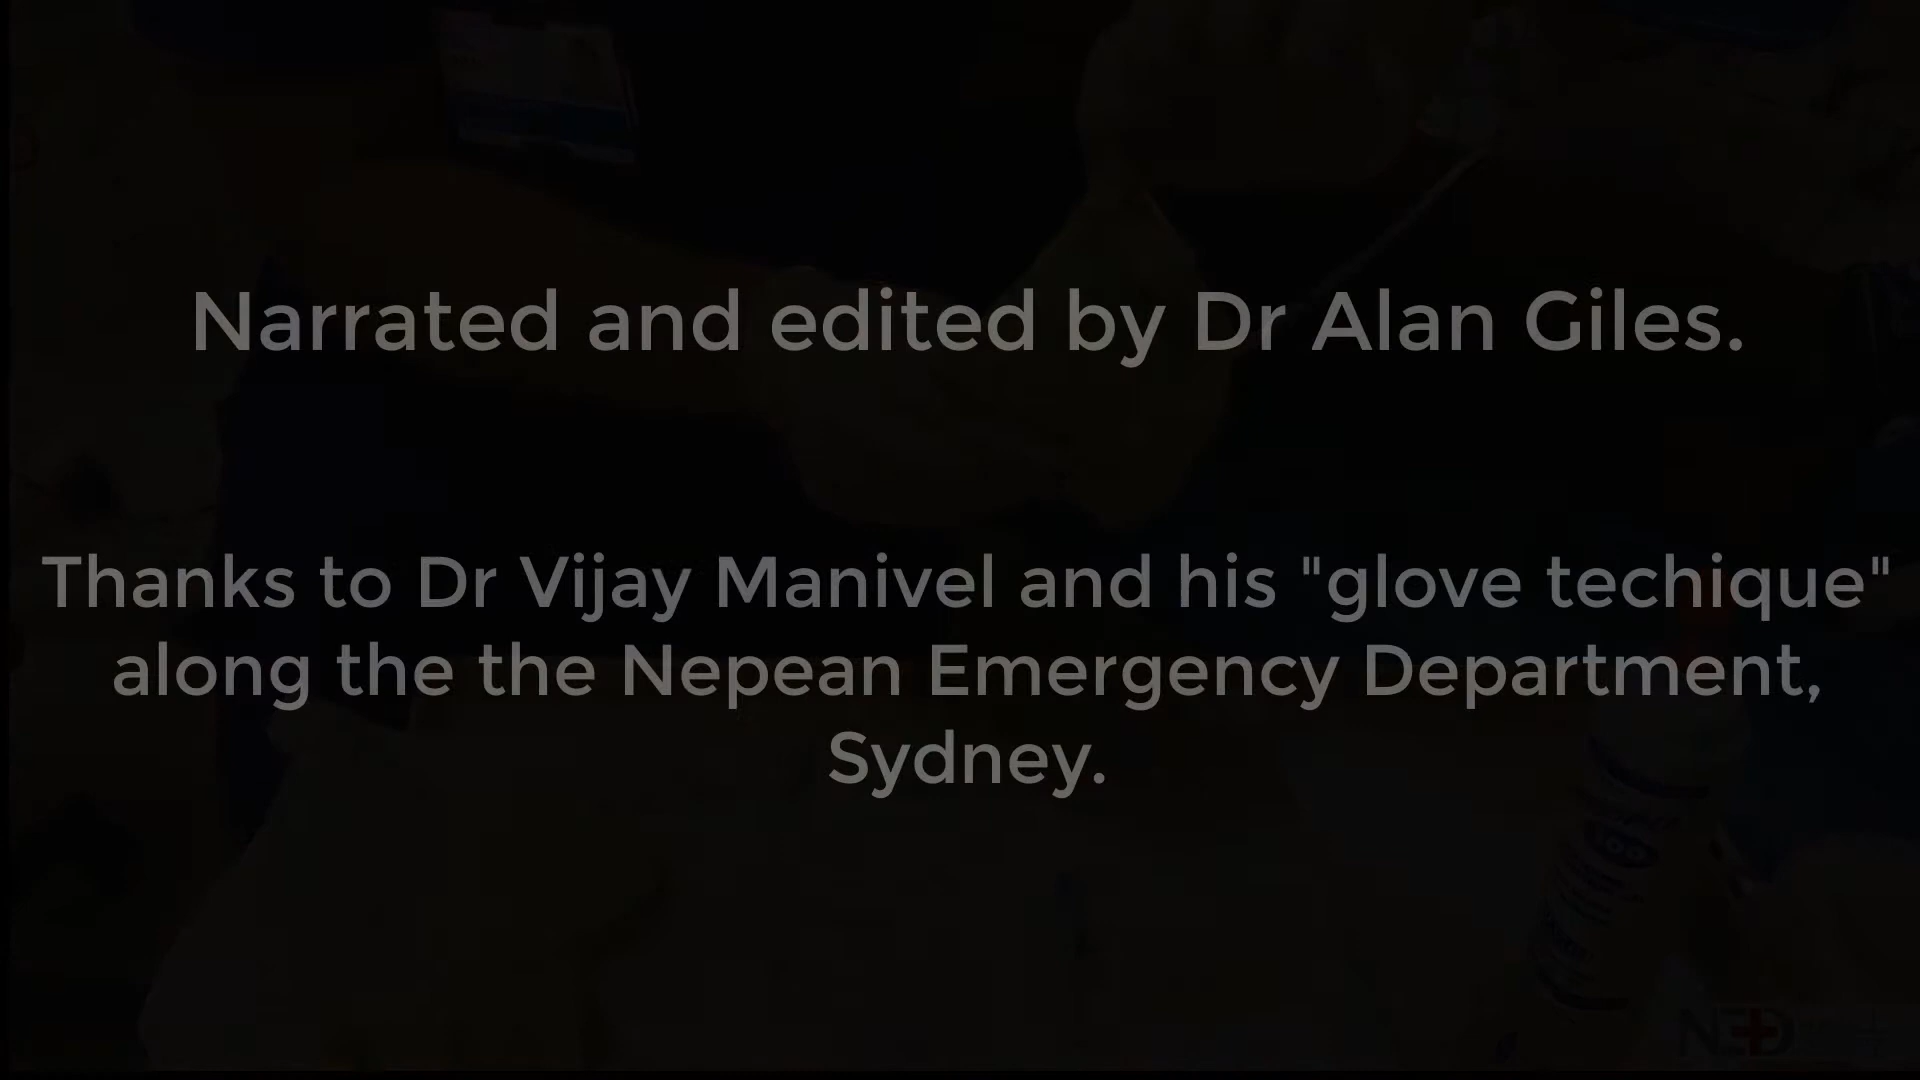 Narrated and edited by Dr Alan Giles.
Thanks to Dr Vijay Manivel and his "glove techique"
along the the Nepean Emergency Department,
Sydney.
NED